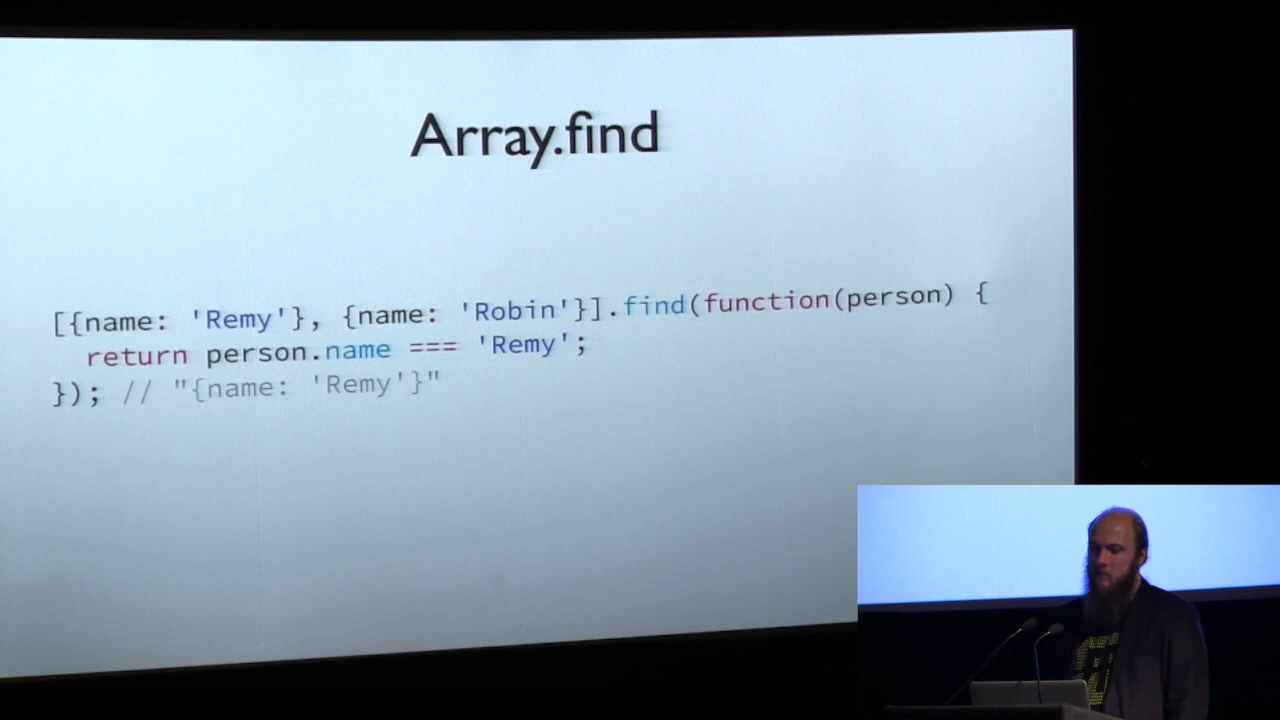 Array.find
[{name: 'Remy'}, {name: 'Robin'}].find(function(person) {
  return person.name === 'Remy';
}); // "{name: 'Remy'}"